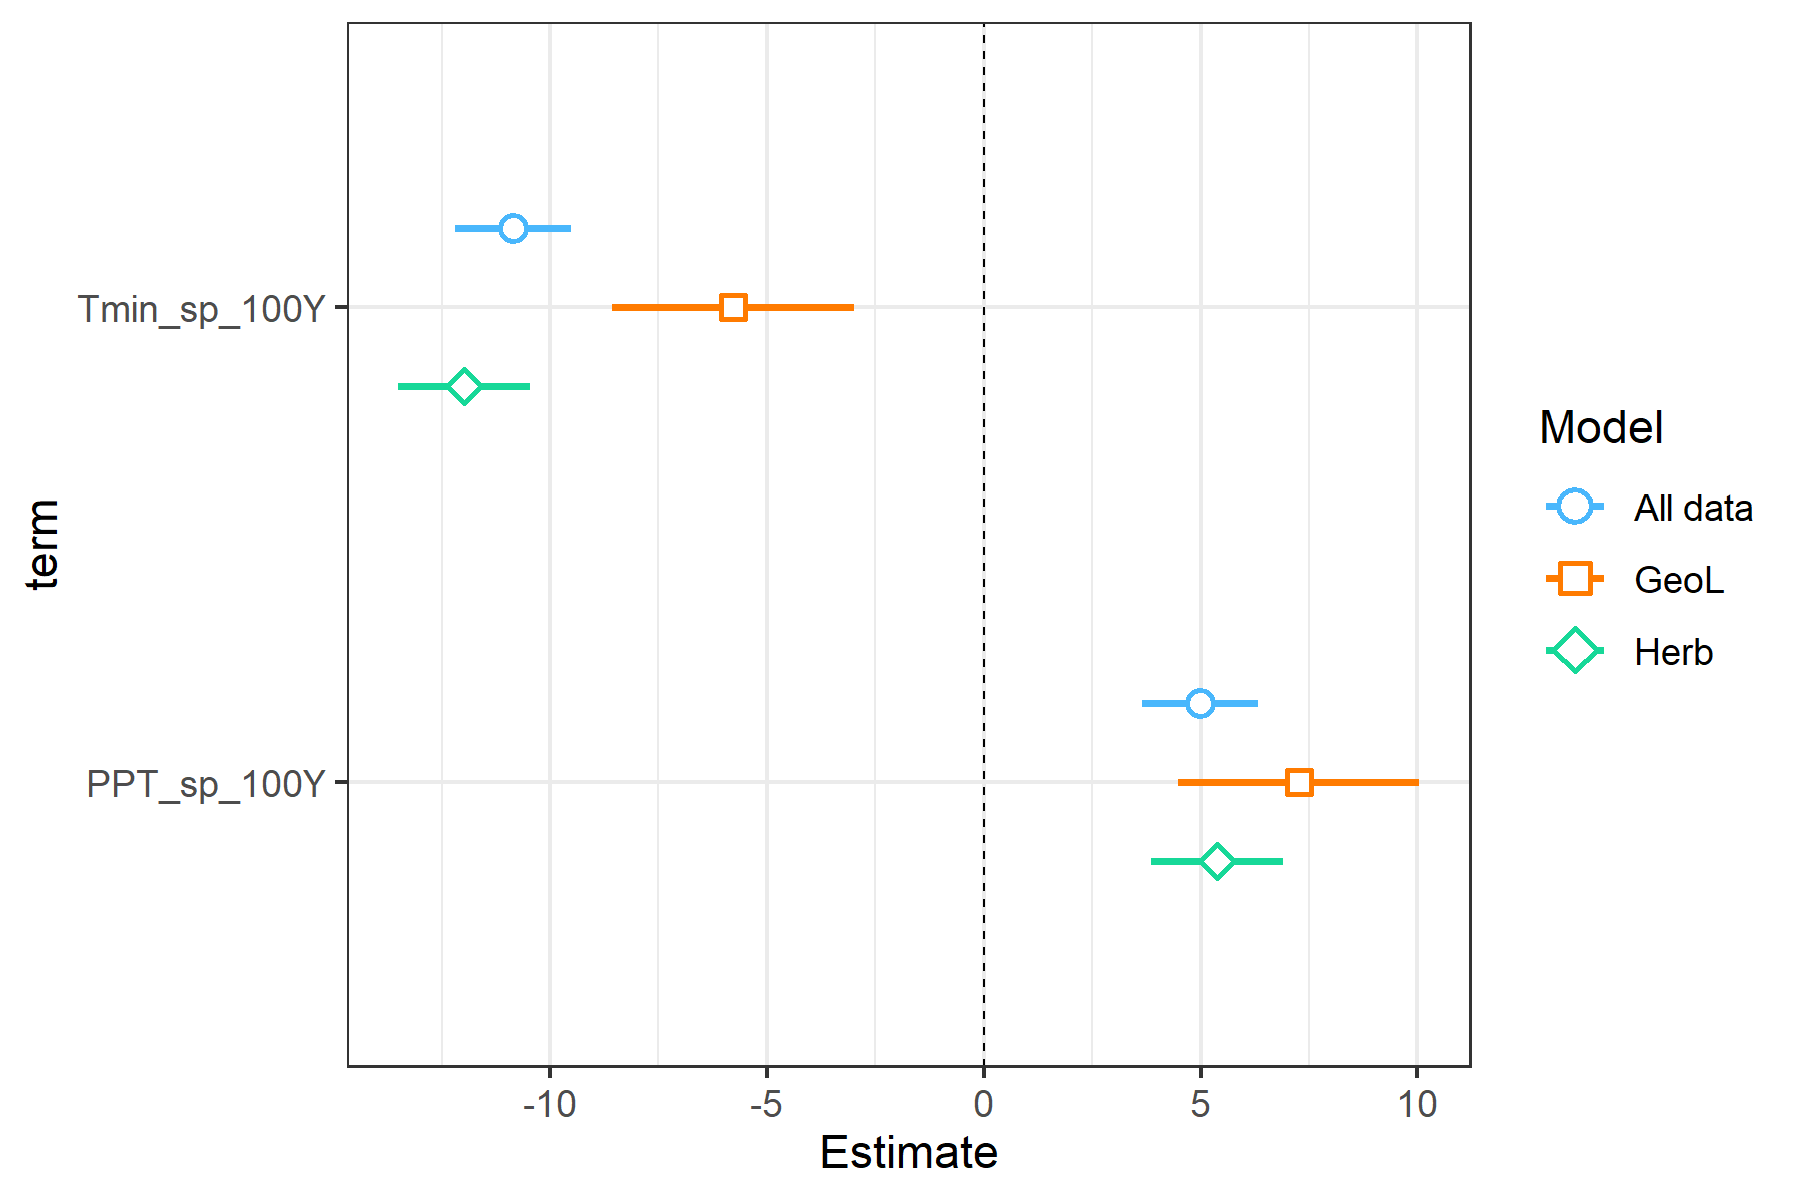 Tmin_sp_100Y
PPT_sp_100Y
term
-10 -5 0 5 10
Estimate
Model
All data
GeoL
Herb